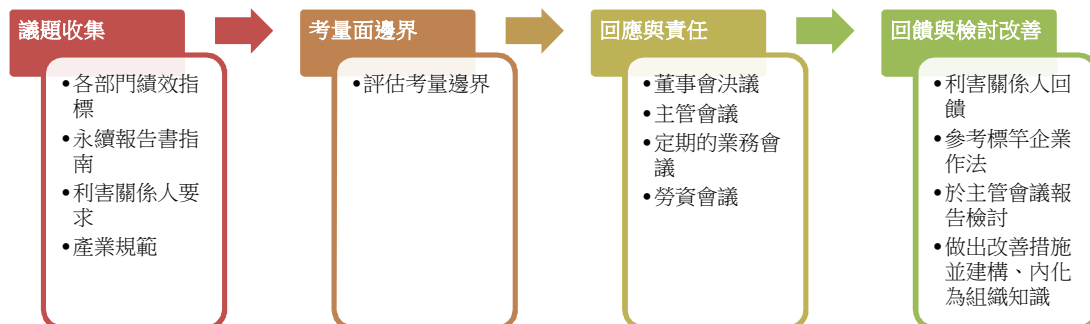 議題收集
•各部門績效指
標
•永續報告書指
南
•利害關係人要
求
•產業規範
考量面邊界
•評估考量邊界
回應與責任
•董事會決議
•主管會議
•定期的業務會
議
•勞資會議
回饋與檢討改善
•利害關係人回
饋
•參考標竿企業
作法
•於主管會議報
告檢討
•做出改善措施
並建構、內化
為組織知識